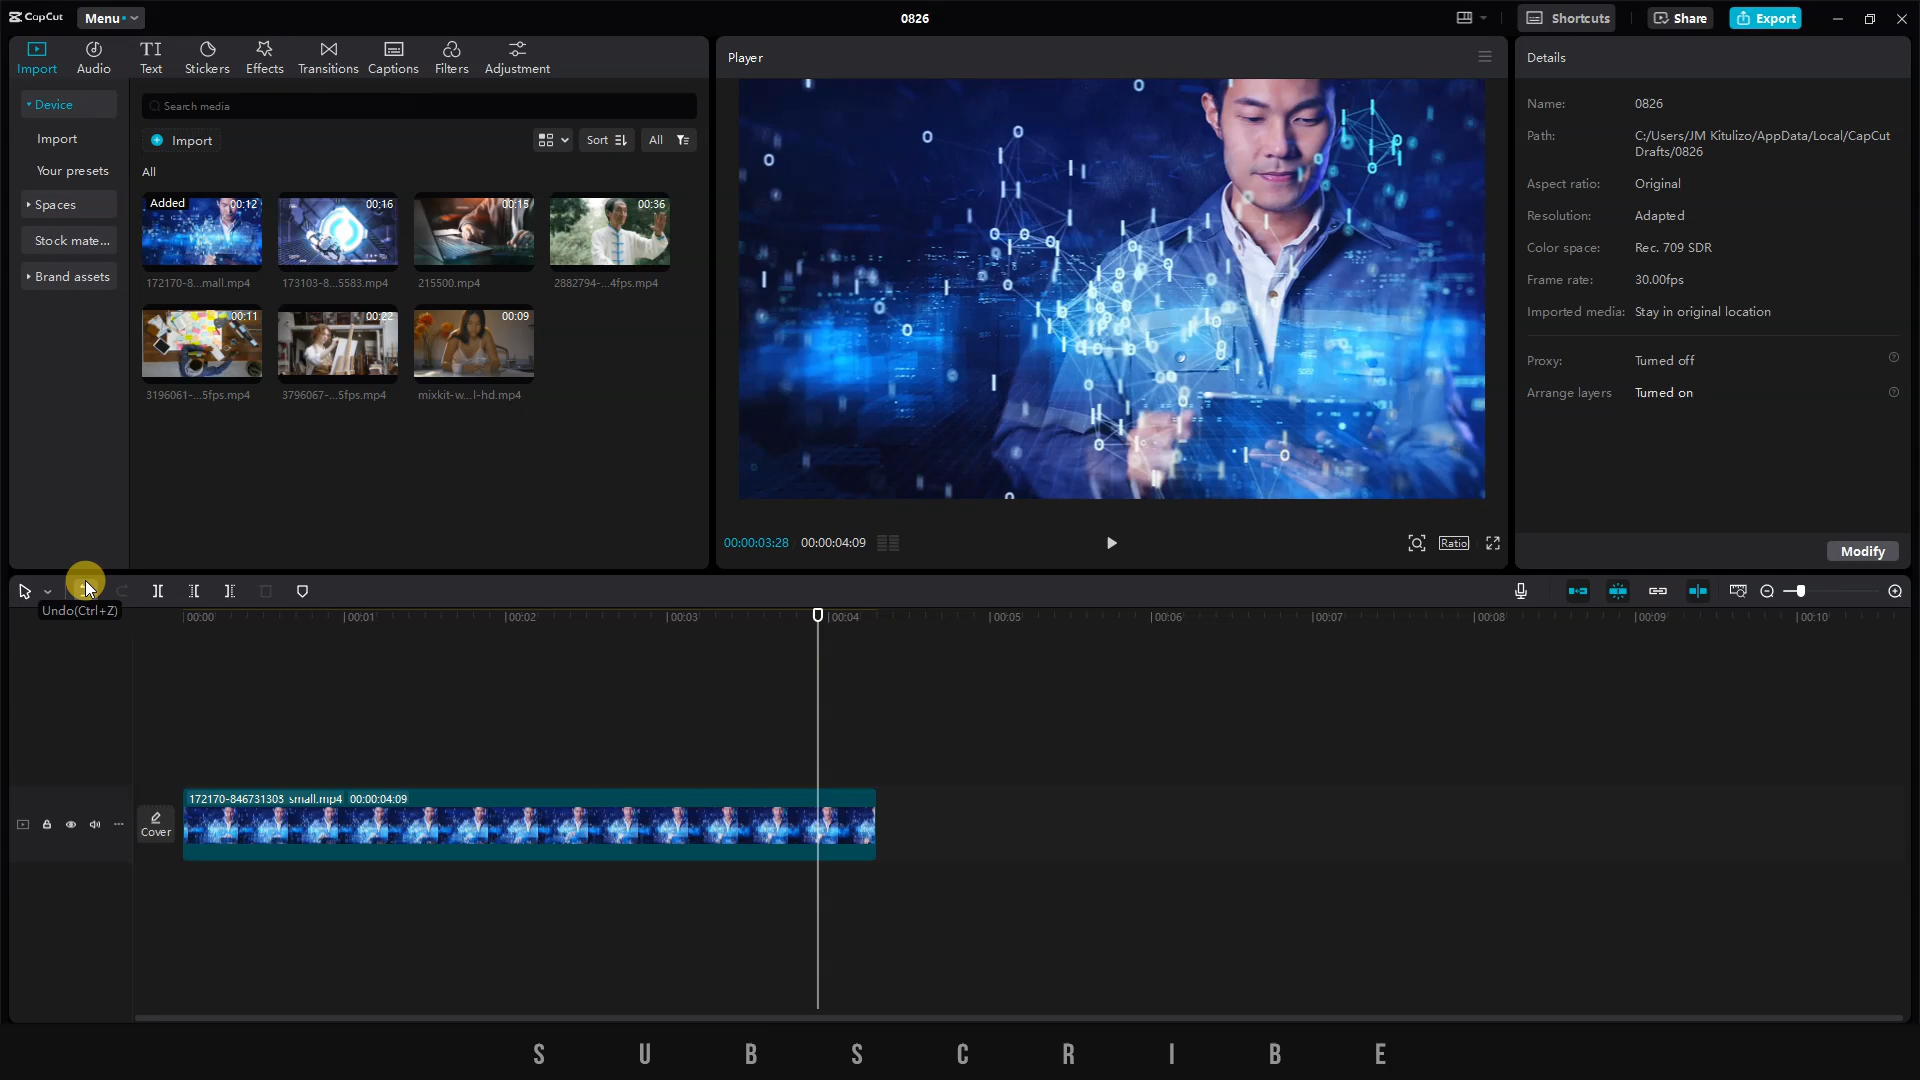 CapCut
Menu
0826
Shortcuts
Share
Export
Import
Audio
TI
Text
Stickers
Effects
Transitions
Captions
Filters
Adjustment
Device
Import
Your presets
Spaces
Stock mate...
Brand assets
Search media
Import
Sort
All
All
Added
00:12
172170-8...mall.mp4
00:16
173103-8...5583.mp4
00:15
215500.mp4
00:36
2882794-...4fps.mp4
00:11
3196061-...5fps.mp4
00:22
3796067-...5fps.mp4
00:09
mixkit-w...l-hd.mp4
Player
00:00:03:28
00:00:04:09
Ratio
Details
Name:
0826
Path:
C:/Users/JM Kitulizo/AppData/Local/CapCut
Drafts/0826
Aspect ratio:
Original
Resolution:
Adapted
Color space:
Rec. 709 SDR
Frame rate:
30.00fps
Imported media:
Stay in original location
Proxy:
Turned off
Arrange layers
Turned on
Modify
Undo(Ctrl+Z)
00:00
00:01
00:02
00:03
00:04
00:05
00:06
00:07
00:08
00:09
00:10
172170-846731303_small.mp4 00:00:04:09
Cover
SUBSCRIBE